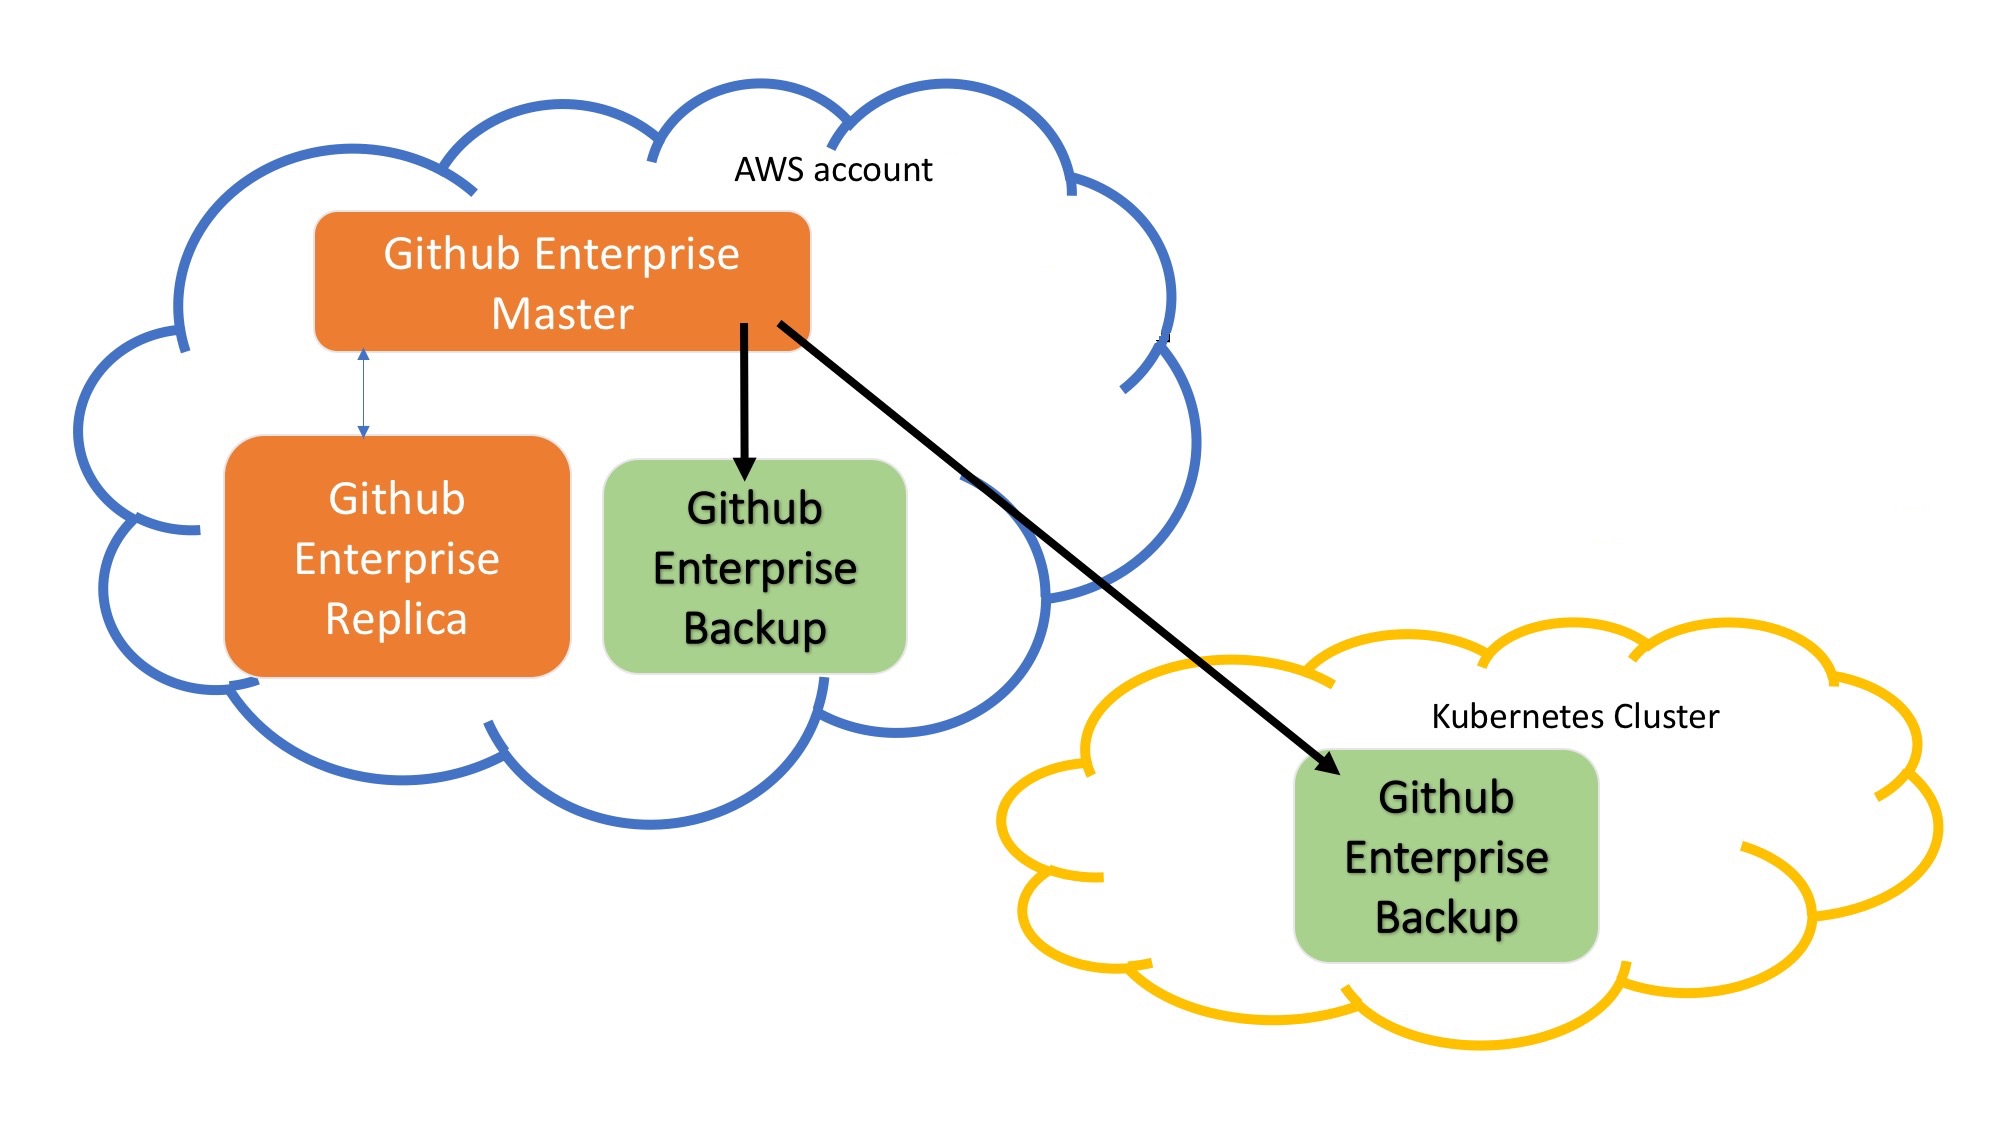 AWS account
Github Enterprise
Master
Github
Enterprise
Replica
Github
Enterprise
Backup
Kubernetes Cluster
Github
Enterprise
Backup